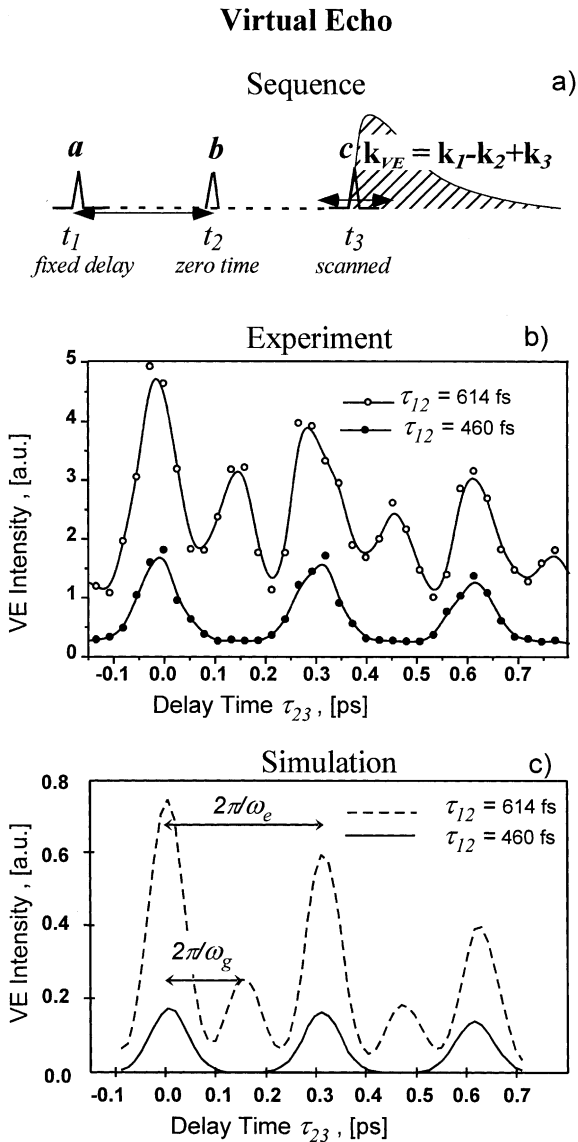 Virtual Echo
Sequence
a)
a b c k_VE = k_1-k_2+k_3
t_1 t_2 t_3
fixed delay zero time scanned
Experiment
b)
VE Intensity , [a.u.]
5
4
3
2
1
0
τ_12 = 614 fs
τ_12 = 460 fs
-0.1 0.0 0.1 0.2 0.3 0.4 0.5 0.6 0.7
Delay Time τ_23 , [ps]
Simulation
c)
VE Intensity , [a.u.]
0.8
0.6
0.4
0.2
0.0
2π/ω_e
2π/ω_g
τ_12 = 614 fs
τ_12 = 460 fs
-0.1 0.0 0.1 0.2 0.3 0.4 0.5 0.6 0.7
Delay Time τ_23 , [ps]